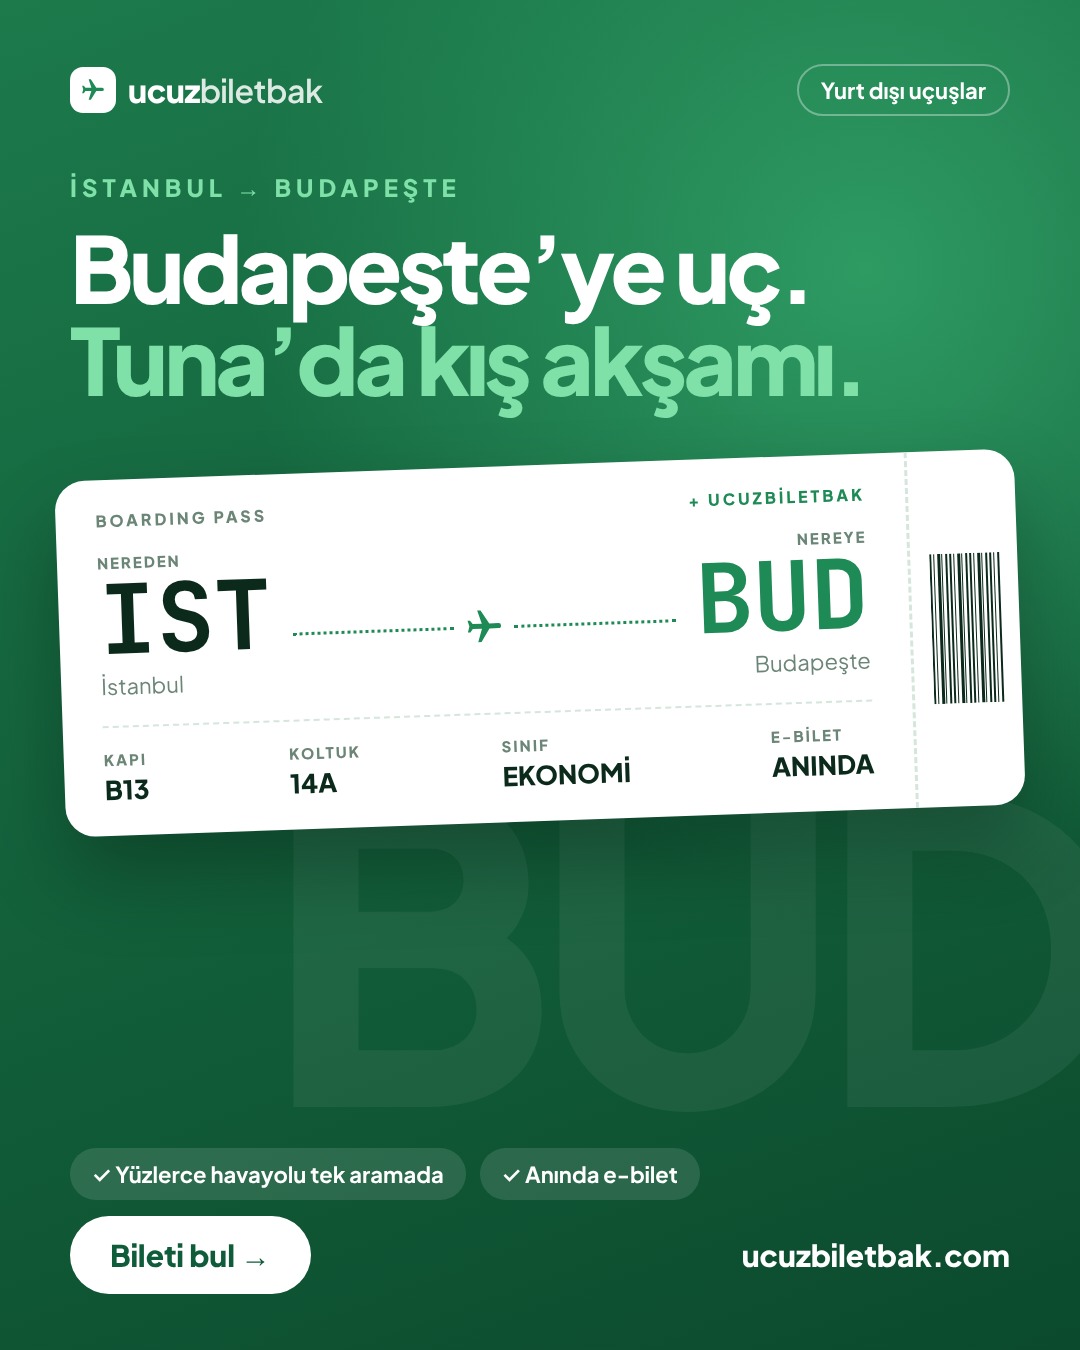 ucuzbiletbak
Yurt dışı uçuşlar
İSTANBUL → BUDAPEŞTE
Budapeşte’ye uç.
Tuna’da kış akşamı.
BOARDING PASS
+ UCUZBİLETBAK
NEREDEN
NEREYE
IST
BUD
İstanbul
Budapeşte
KAPI
KOLTUK
SINIF
E-BİLET
B13
14A
EKONOMİ
ANINDA
BUD
✓ Yüzlerce havayolu tek aramada
✓ Anında e-bilet
Bileti bul →
ucuzbiletbak.com